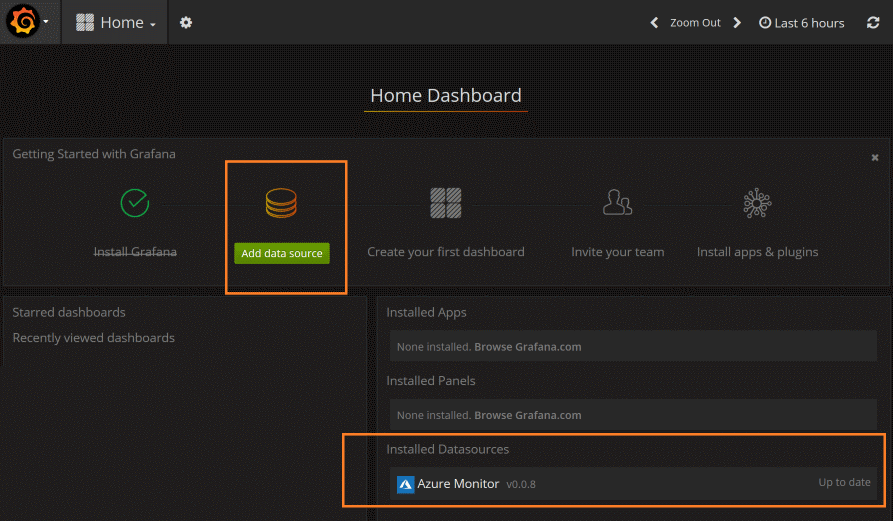 Home
Zoom Out
Last 6 hours
Home Dashboard
Getting Started with Grafana
Install Grafana
Add data source
Create your first dashboard
Invite your team
Install apps & plugins
Starred dashboards
Recently viewed dashboards
Installed Apps
None installed. Browse Grafana.com
Installed Panels
None installed. Browse Grafana.com
Installed Datasources
Azure Monitor v0.0.8
Up to date